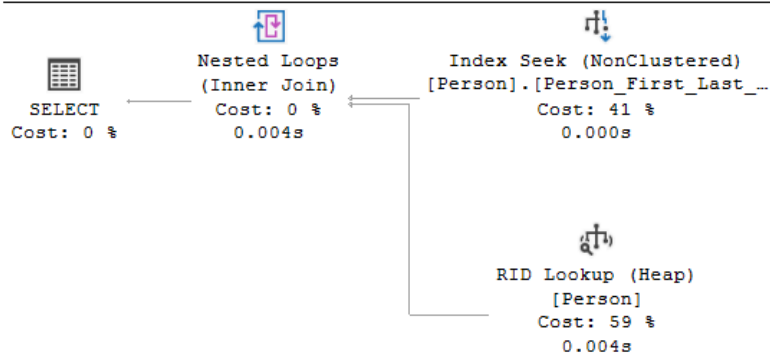 SELECT
Cost: 0 %
Nested Loops
(Inner Join)
Cost: 0 %
0.004s
Index Seek (NonClustered)
[Person].[Person_First_Last_…
Cost: 41 %
0.000s
RID Lookup (Heap)
[Person]
Cost: 59 %
0.004s